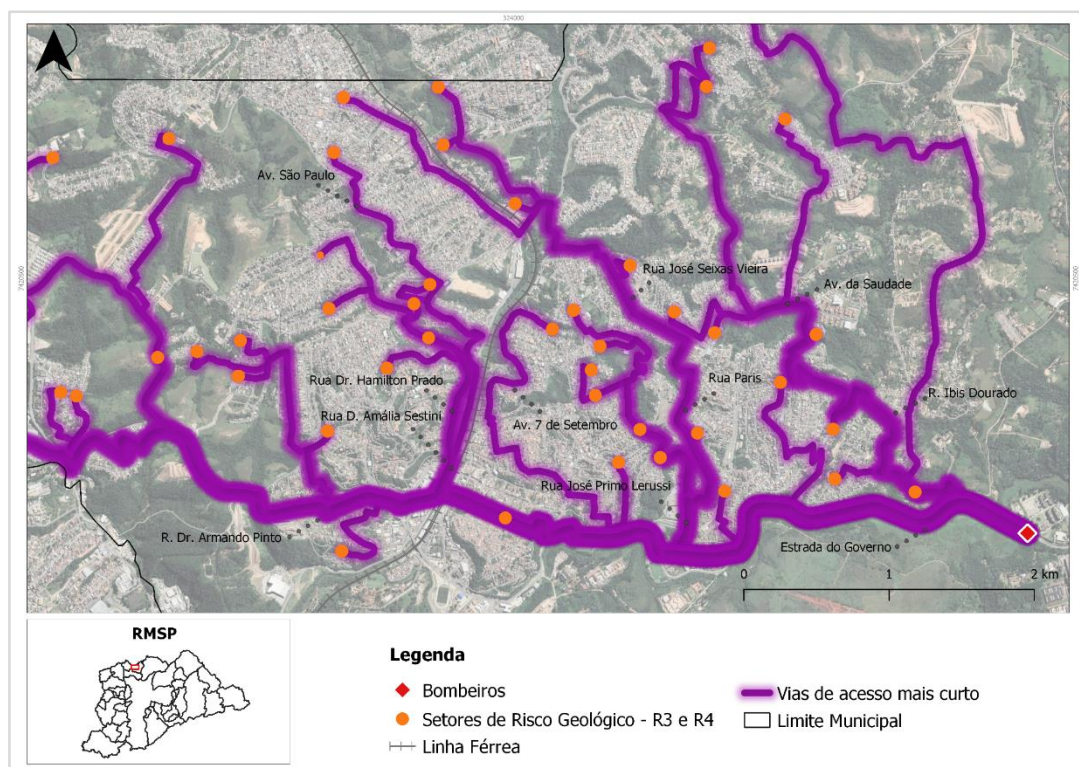 324000
Av. São Paulo
7420500
7420500
Rua José Seixas Vieira
Av. da Saudade
Rua Dr. Hamilton Prado
Rua Paris
R. Ibis Dourado
Rua D. Amália Sestini
Av. 7 de Setembro
Rua José Primo Lerussi
R. Dr. Armando Pinto
Estrada do Governo
0 1 2 km
RMSP
Legenda
Bombeiros
Vias de acesso mais curto
Setores de Risco Geológico - R3 e R4
Limite Municipal
Linha Férrea